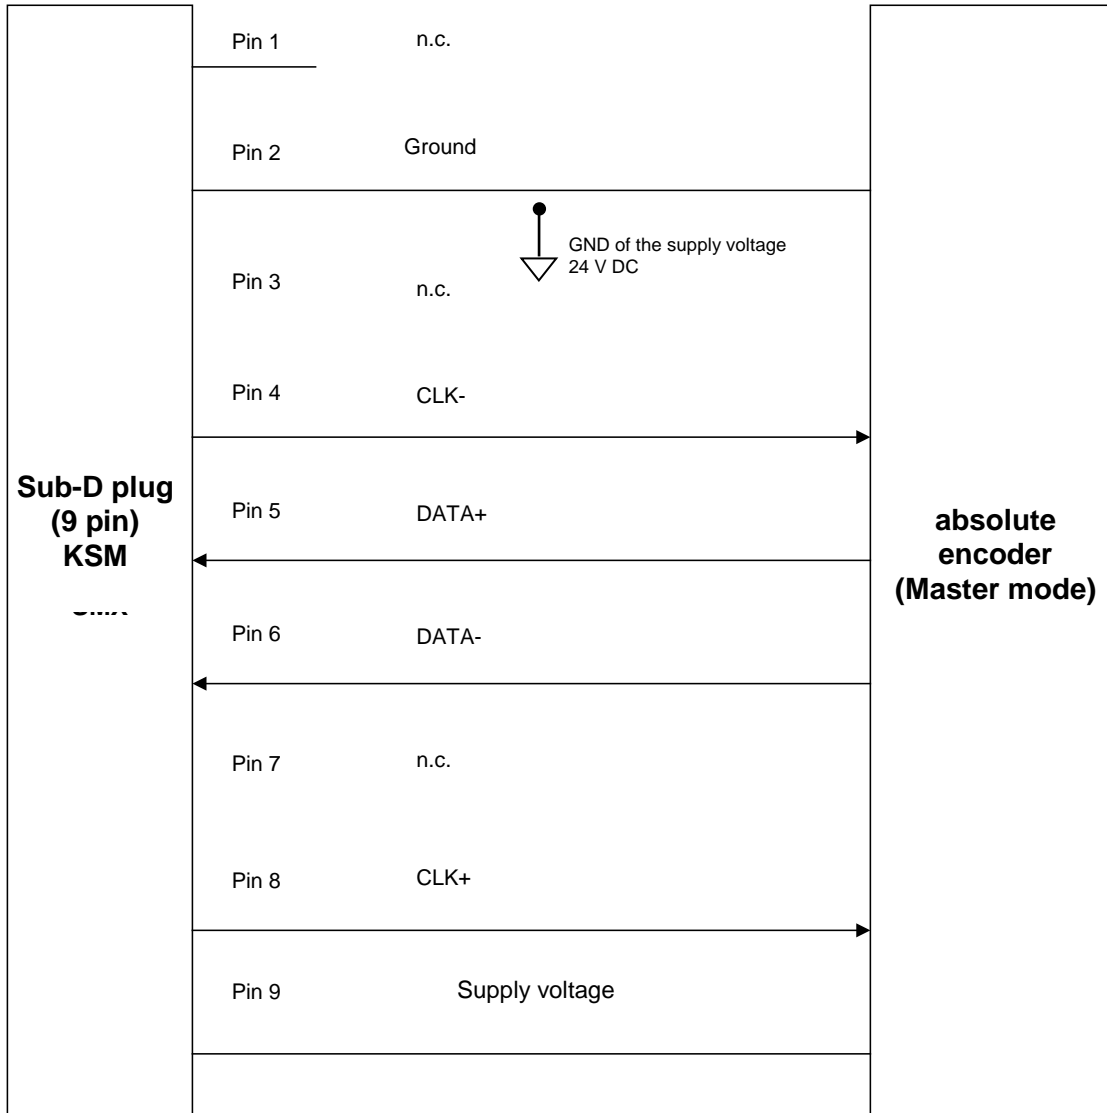 Pin 1 n.c.
Pin 2 Ground
GND of the supply voltage
24 V DC
Pin 3 n.c.
Pin 4 CLK-
Sub-D plug
(9 pin)
KSM
Pin 5 DATA+
absolute
encoder
(Master mode)
Pin 6 DATA-
Pin 7 n.c.
Pin 8 CLK+
Pin 9 Supply voltage